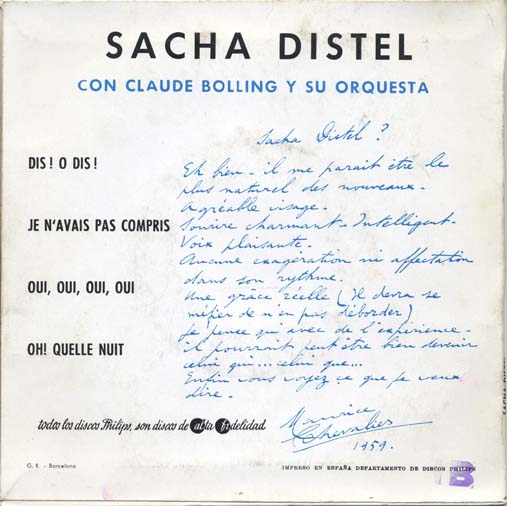 SACHA DISTEL
CON CLAUDE BOLLING Y SU ORQUESTA
Sacha Distel ?
DIS! O DIS!
JE N'AVAIS PAS COMPRIS
OUI, OUI, OUI, OUI
OH! QUELLE NUIT
Eh bien - il me parait être le
plus naturel des nouveaux -
Agréable visage -
Sourire charmant - Intelligent -
Voix plaisante -
Aucune exagération ni affectation
dans son rythme.
Une grâce réelle (Il devra se
méfier de n'en pas déborder)
Je pense qu'avec de l'expérience -
il pourrait peut être bien devenir
celui qui... celui que...
Enfin vous voyez ce que je veux
dire -
Maurice
Chevalier
1959.
todos los discos Philips, son discos de alta fidelidad
G. R. - Barcelona
IMPRESO EN ESPAÑA DEPARTAMENTO DE DISCOS PHILIPS
B